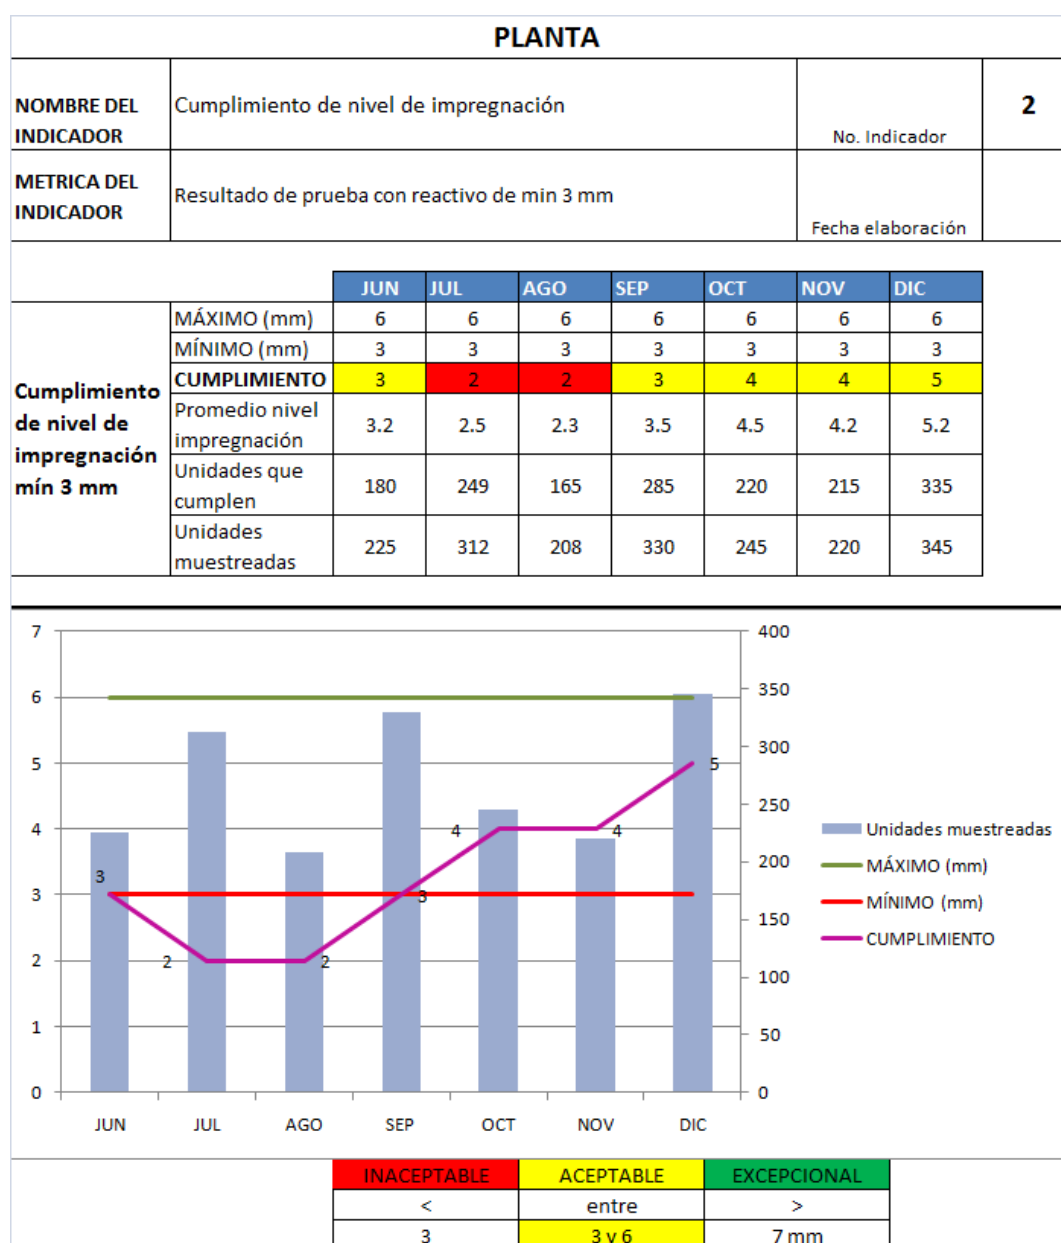 PLANTA
NOMBRE DEL
INDICADOR
Cumplimiento de nivel de impregnación
No. Indicador
2
METRICA DEL
INDICADOR
Resultado de prueba con reactivo de min 3 mm
Fecha elaboración
JUN JUL AGO SEP OCT NOV DIC
Cumplimiento
de nivel de
impregnación
mín 3 mm
MÁXIMO (mm) 6 6 6 6 6 6 6
MÍNIMO (mm) 3 3 3 3 3 3 3
CUMPLIMIENTO 3 2 2 3 4 4 5
Promedio nivel
impregnación 3.2 2.5 2.3 3.5 4.5 4.2 5.2
Unidades que
cumplen 180 249 165 285 220 215 335
Unidades
muestreadas 225 312 208 330 245 220 345
7
6
5
4
3
2
1
0
400
350
300
250
200
150
100
50
0
3 2 2 3 4 4 5
JUN JUL AGO SEP OCT NOV DIC
Unidades muestreadas
MÁXIMO (mm)
MÍNIMO (mm)
CUMPLIMIENTO
INACEPTABLE ACEPTABLE EXCEPCIONAL
< entre >
3 3 y 6 7 mm